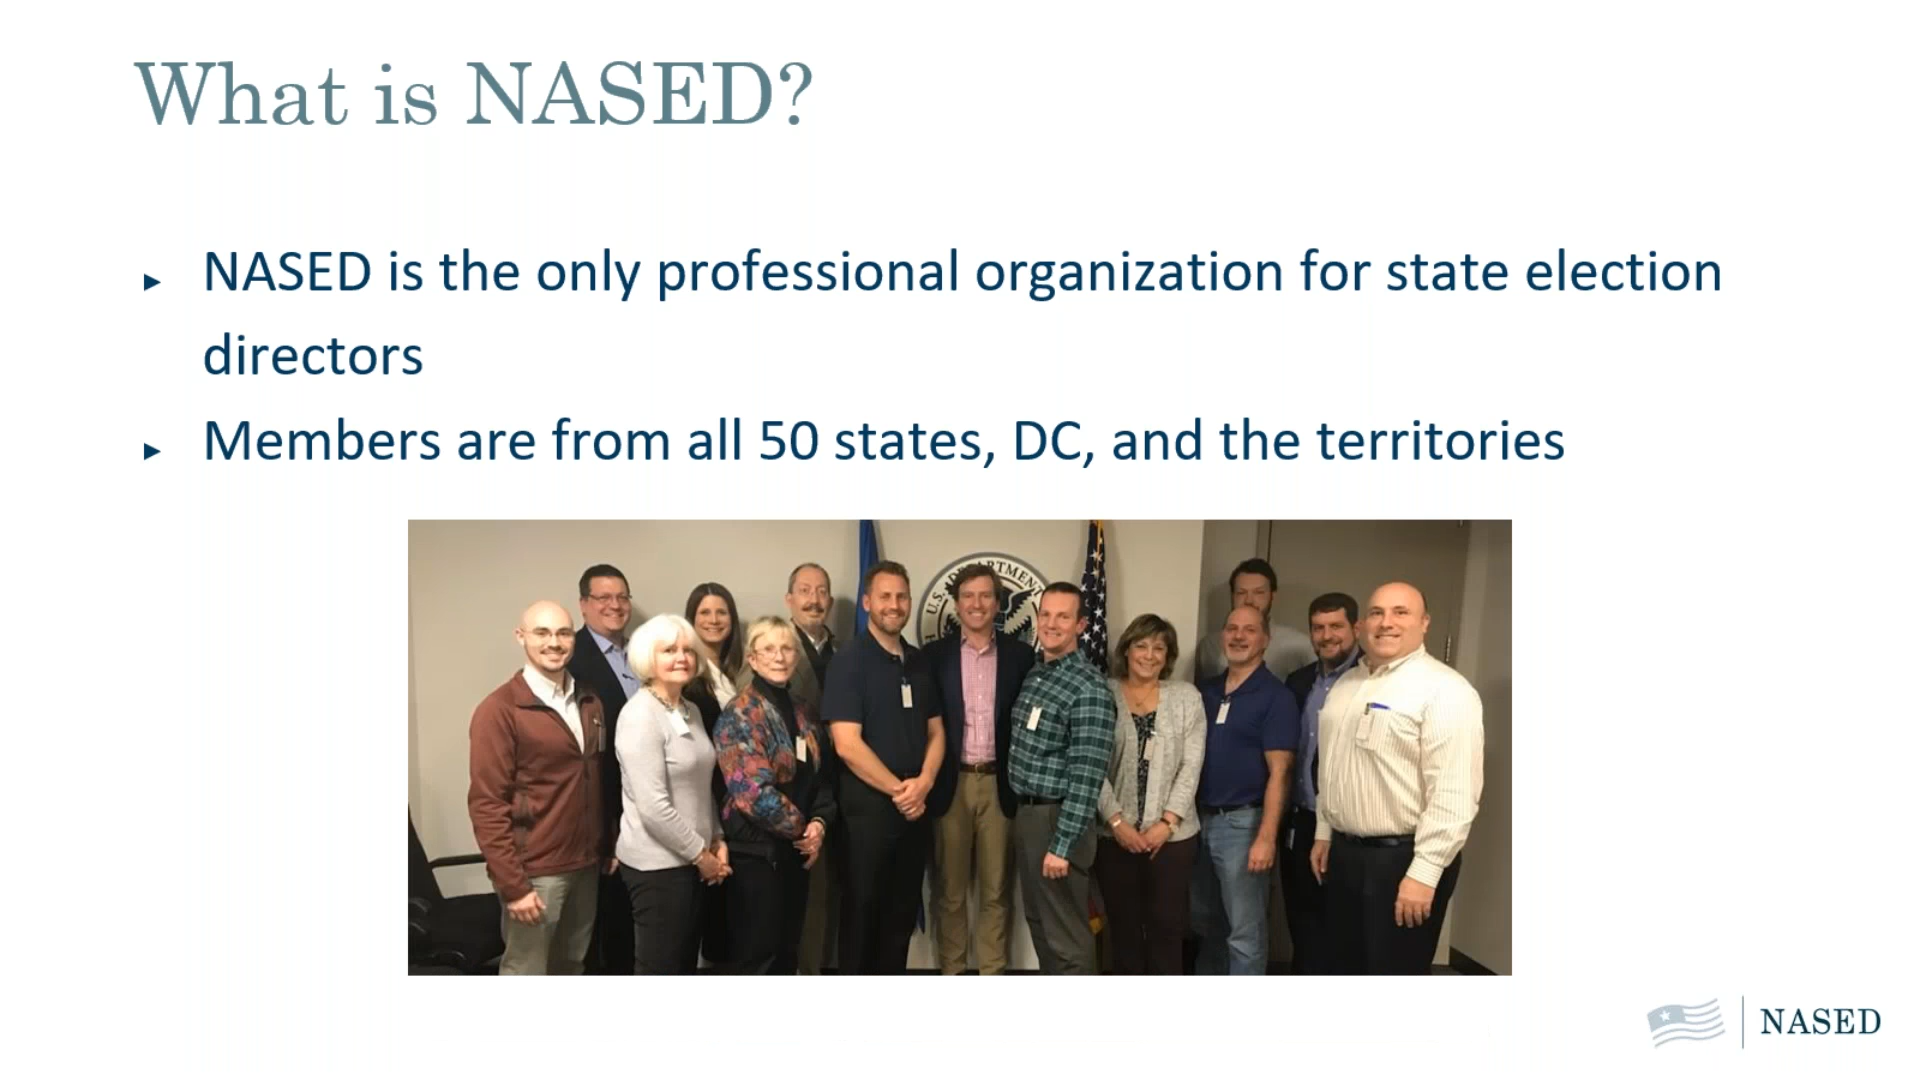 What is NASED?
► NASED is the only professional organization for state election
directors
► Members are from all 50 states, DC, and the territories
U.S. DEPARTMENT
NASED